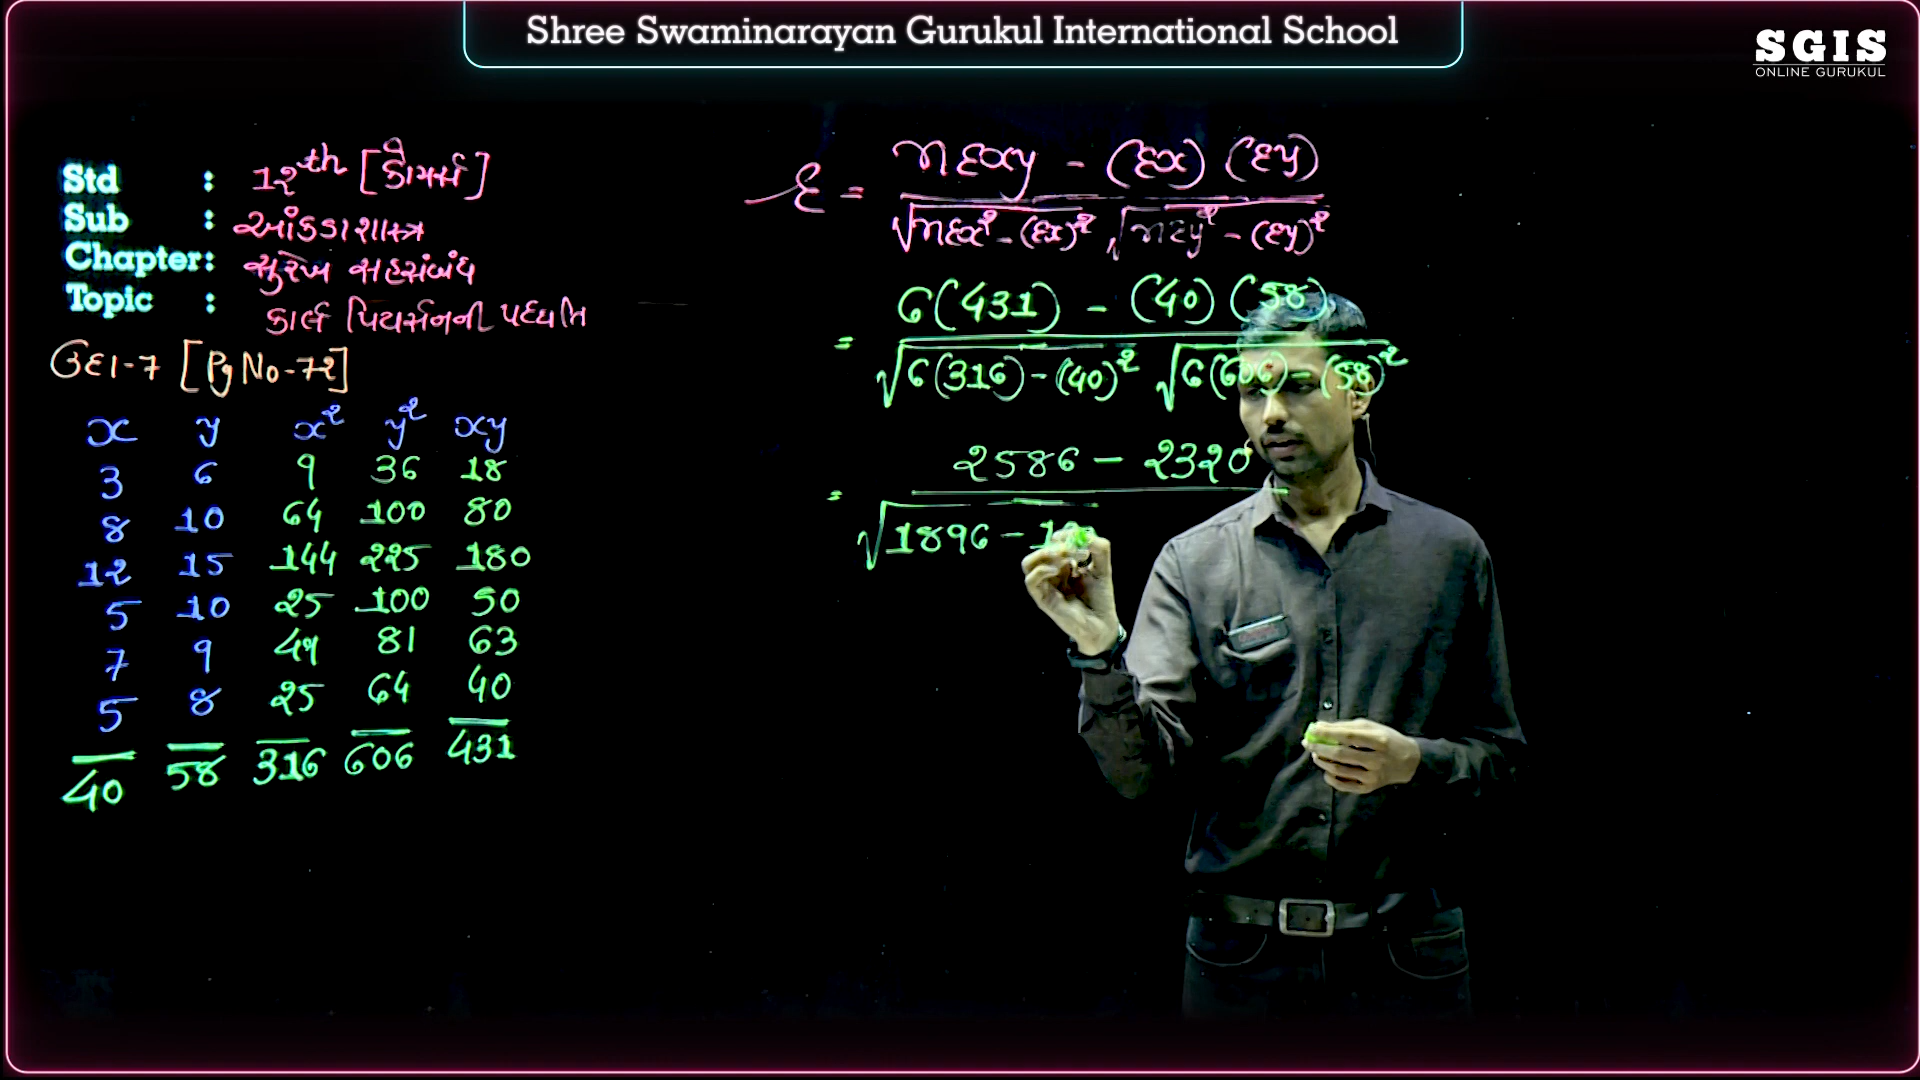 Shree Swaminarayan Gurukul International School
SGIS
ONLINE GURUKUL
Std : 12th [કોમર્સ]
Sub : આંકડાશાસ્ત્ર
Chapter: સુરેખ સહસંબંધ
Topic : કાર્લ પિયર્સનની પદ્ધતિ
ઉદા-7 [Pg No-72]
x y x² y² xy
3 6 9 36 18
8 10 64 100 80
12 15 144 225 180
5 10 25 100 50
7 9 49 81 63
5 8 25 64 40
40 58 316 606 431
r = nΣxy - (Σx) (Σy)
√nΣx² - (Σx)² √nΣy² - (Σy)²
= 6(431) - (40) (58)
√6(316) - (40)² √6(606) - (58)²
= 2586 - 2320
√1896 - 1